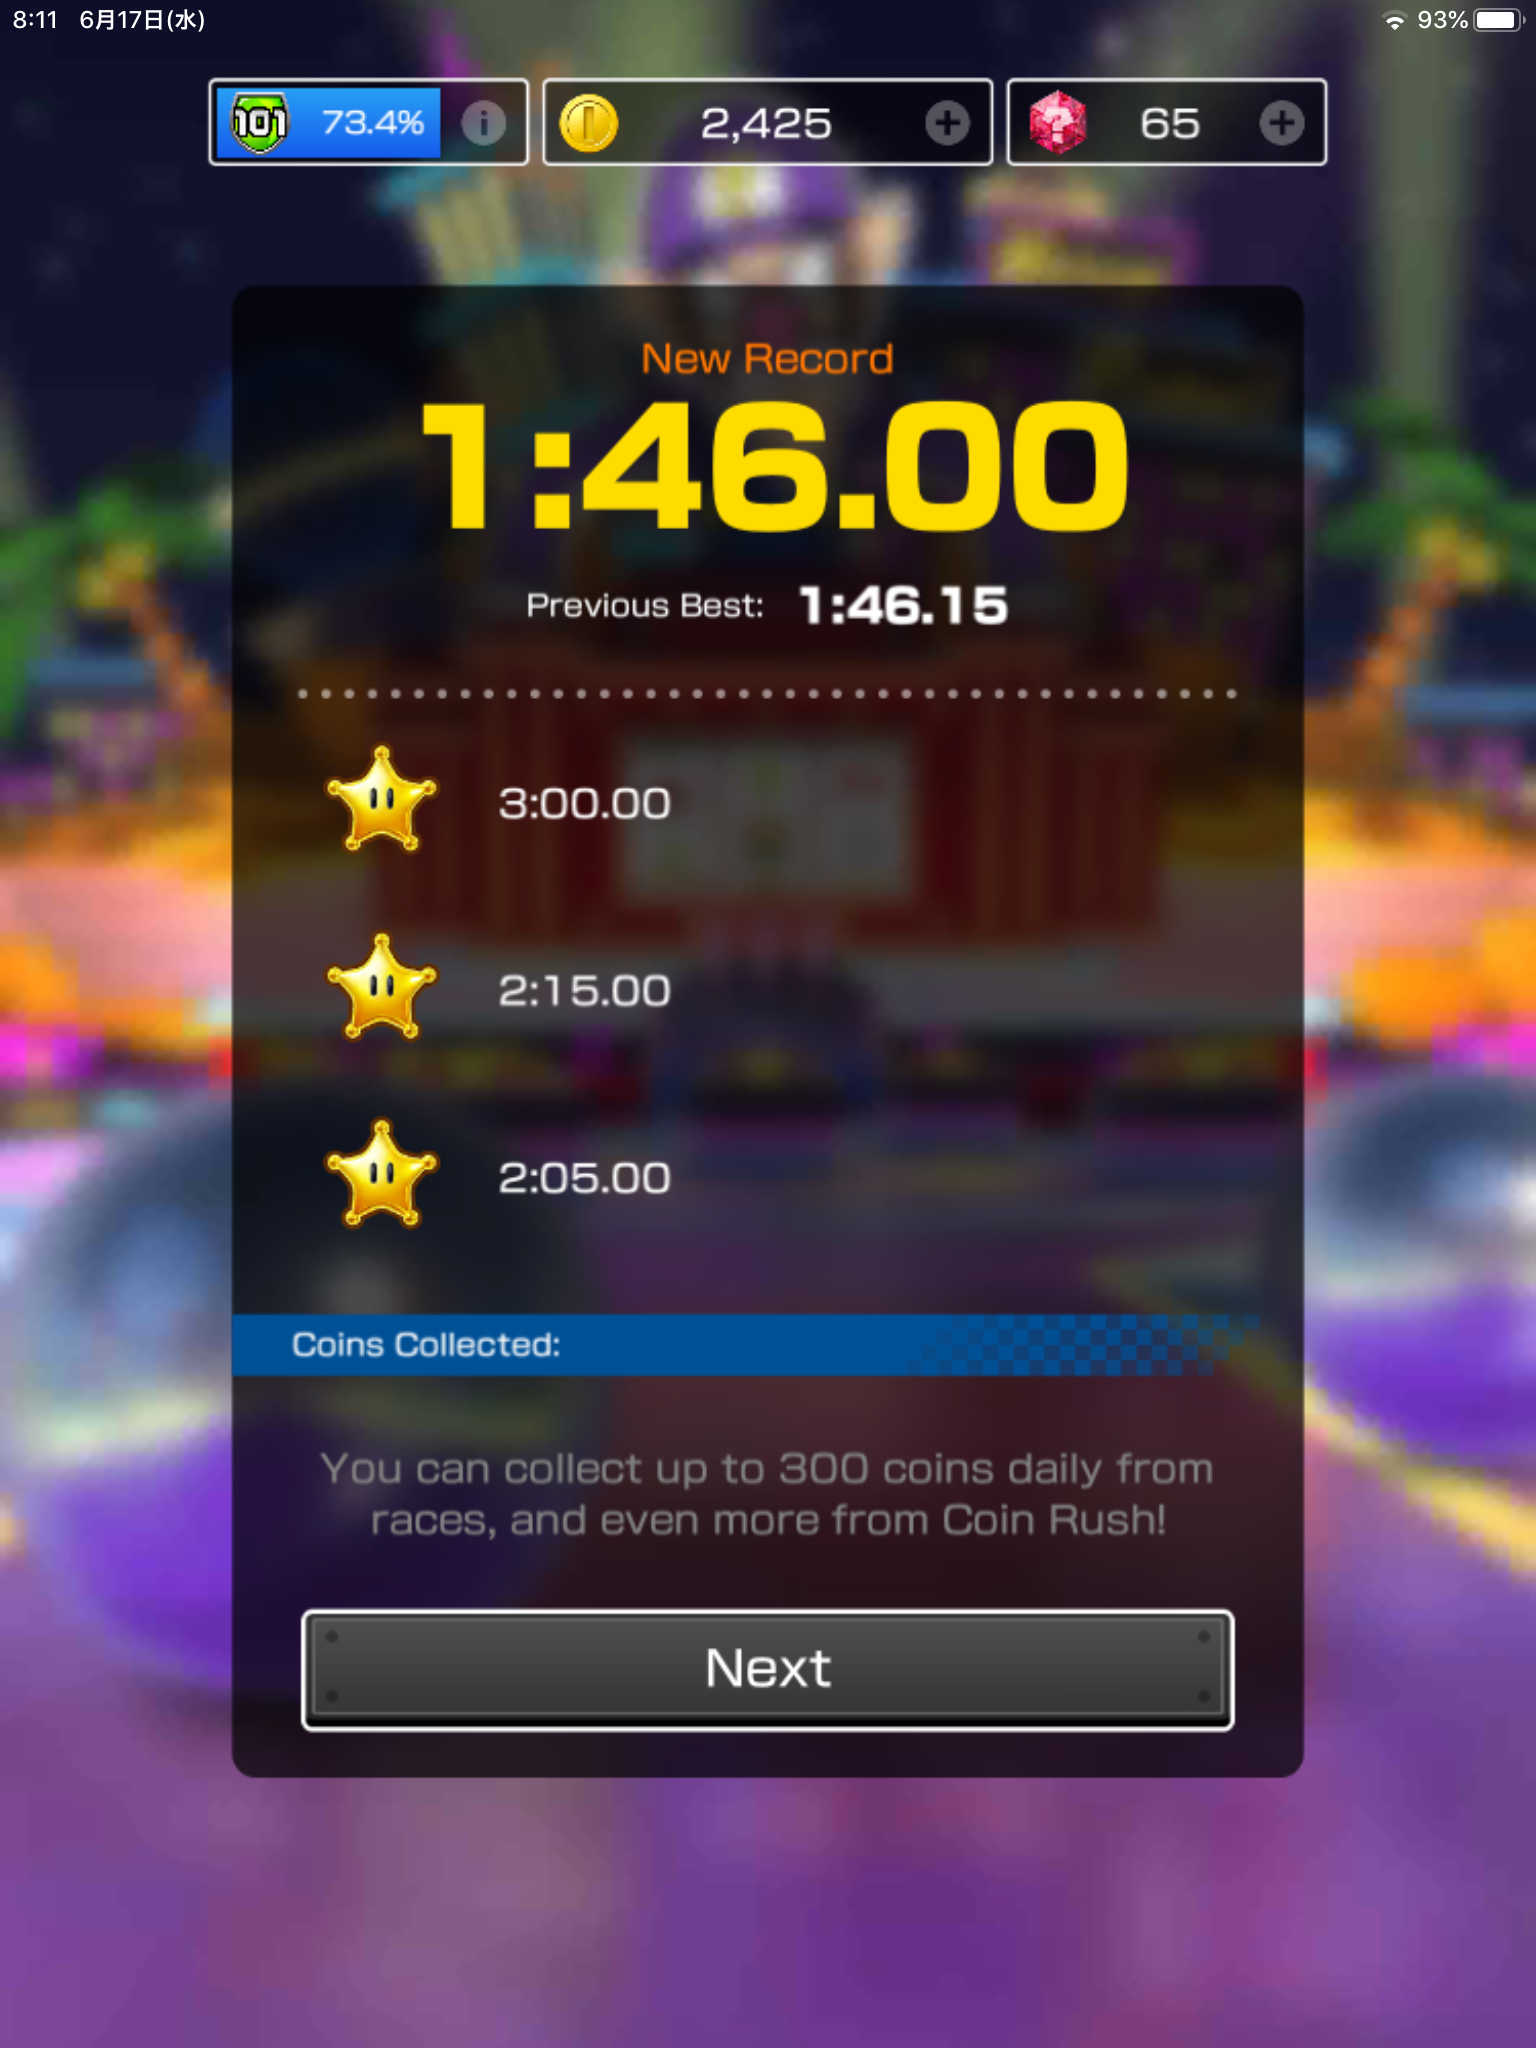 8:11 6月17日(水) 93%
101 73.4% i 2,425 + ? 65 +
New Record
1:46.00
Previous Best: 1:46.15
3:00.00
2:15.00
2:05.00
Coins Collected:
You can collect up to 300 coins daily from
races, and even more from Coin Rush!
Next